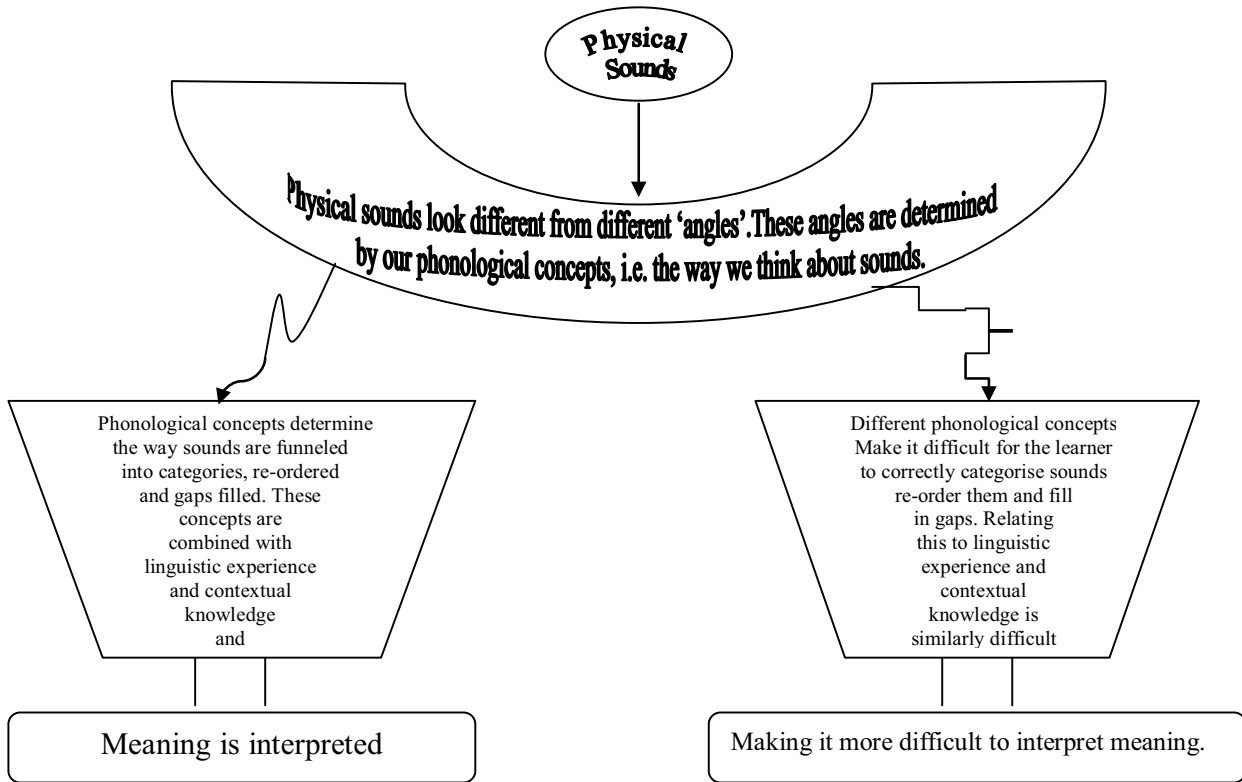 Physical
Sounds
Physical sounds look different from different ‘angles’.These angles are determined
by our phonological concepts, i.e. the way we think about sounds.
Phonological concepts determine
the way sounds are funneled
into categories, re-ordered
and gaps filled. These
concepts are
combined with
linguistic experience
and contextual
knowledge
and
Meaning is interpreted
Different phonological concepts
Make it difficult for the learner
to correctly categorise sounds
re-order them and fill
in gaps. Relating
this to linguistic
experience and
contextual
knowledge is
similarly difficult
Making it more difficult to interpret meaning.